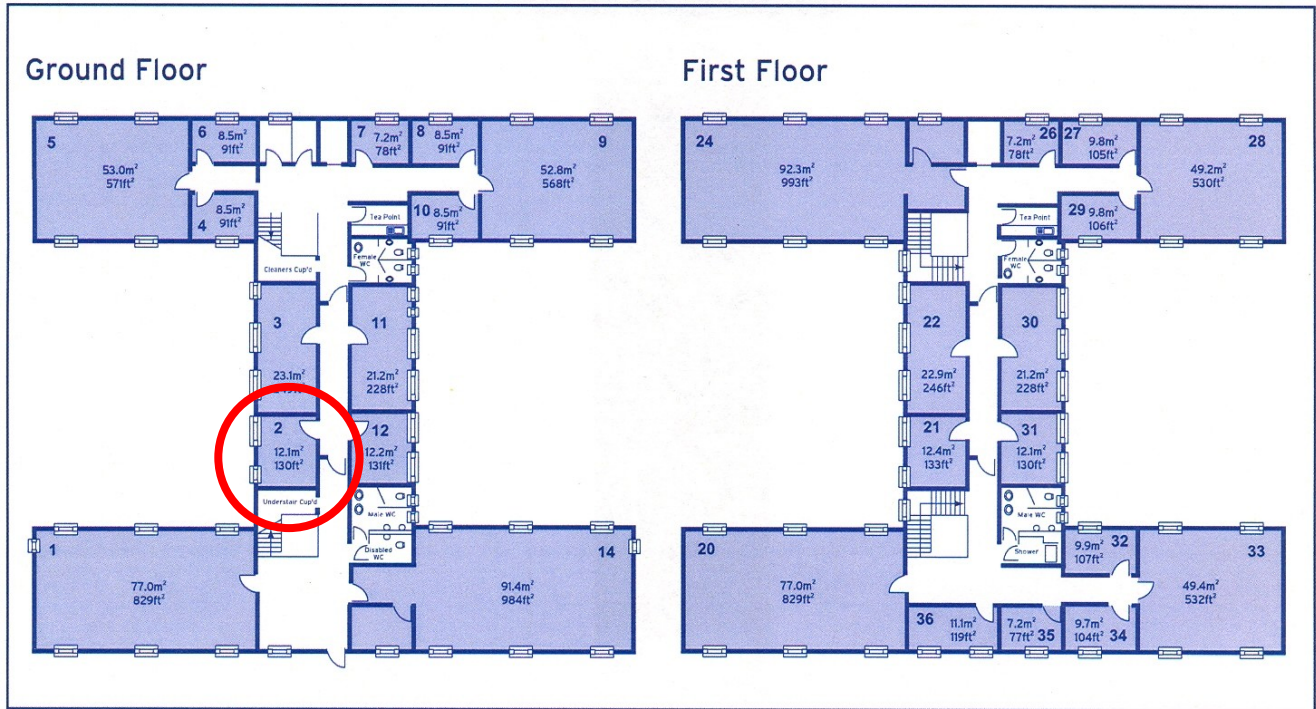 Ground Floor
5
53.0m²
571ft²
6
8.5m²
91ft²
7
7.2m²
78ft²
8
8.5m²
91ft²
9
52.8m²
568ft²
4
8.5m²
91ft²
10
8.5m²
91ft²
Tea Point
Female
WC
Cleaners Cup'd
3
23.1m²
11
21.2m²
228ft²
2
12.1m²
130ft²
12
12.2m²
131ft²
Understair Cup'd
Male WC
Disabled
WC
1
77.0m²
829ft²
14
91.4m²
984ft²
First Floor
24
92.3m²
993ft²
26
7.2m²
78ft²
27
9.8m²
105ft²
28
49.2m²
530ft²
29
9.8m²
106ft²
Tea Point
Female
WC
22
22.9m²
246ft²
30
21.2m²
228ft²
21
12.4m²
133ft²
31
12.1m²
130ft²
Male WC
Shower
20
77.0m²
829ft²
32
9.9m²
107ft²
33
49.4m²
532ft²
36
11.1m²
119ft²
7.2m²
77ft²
35
9.7m²
104ft²
34